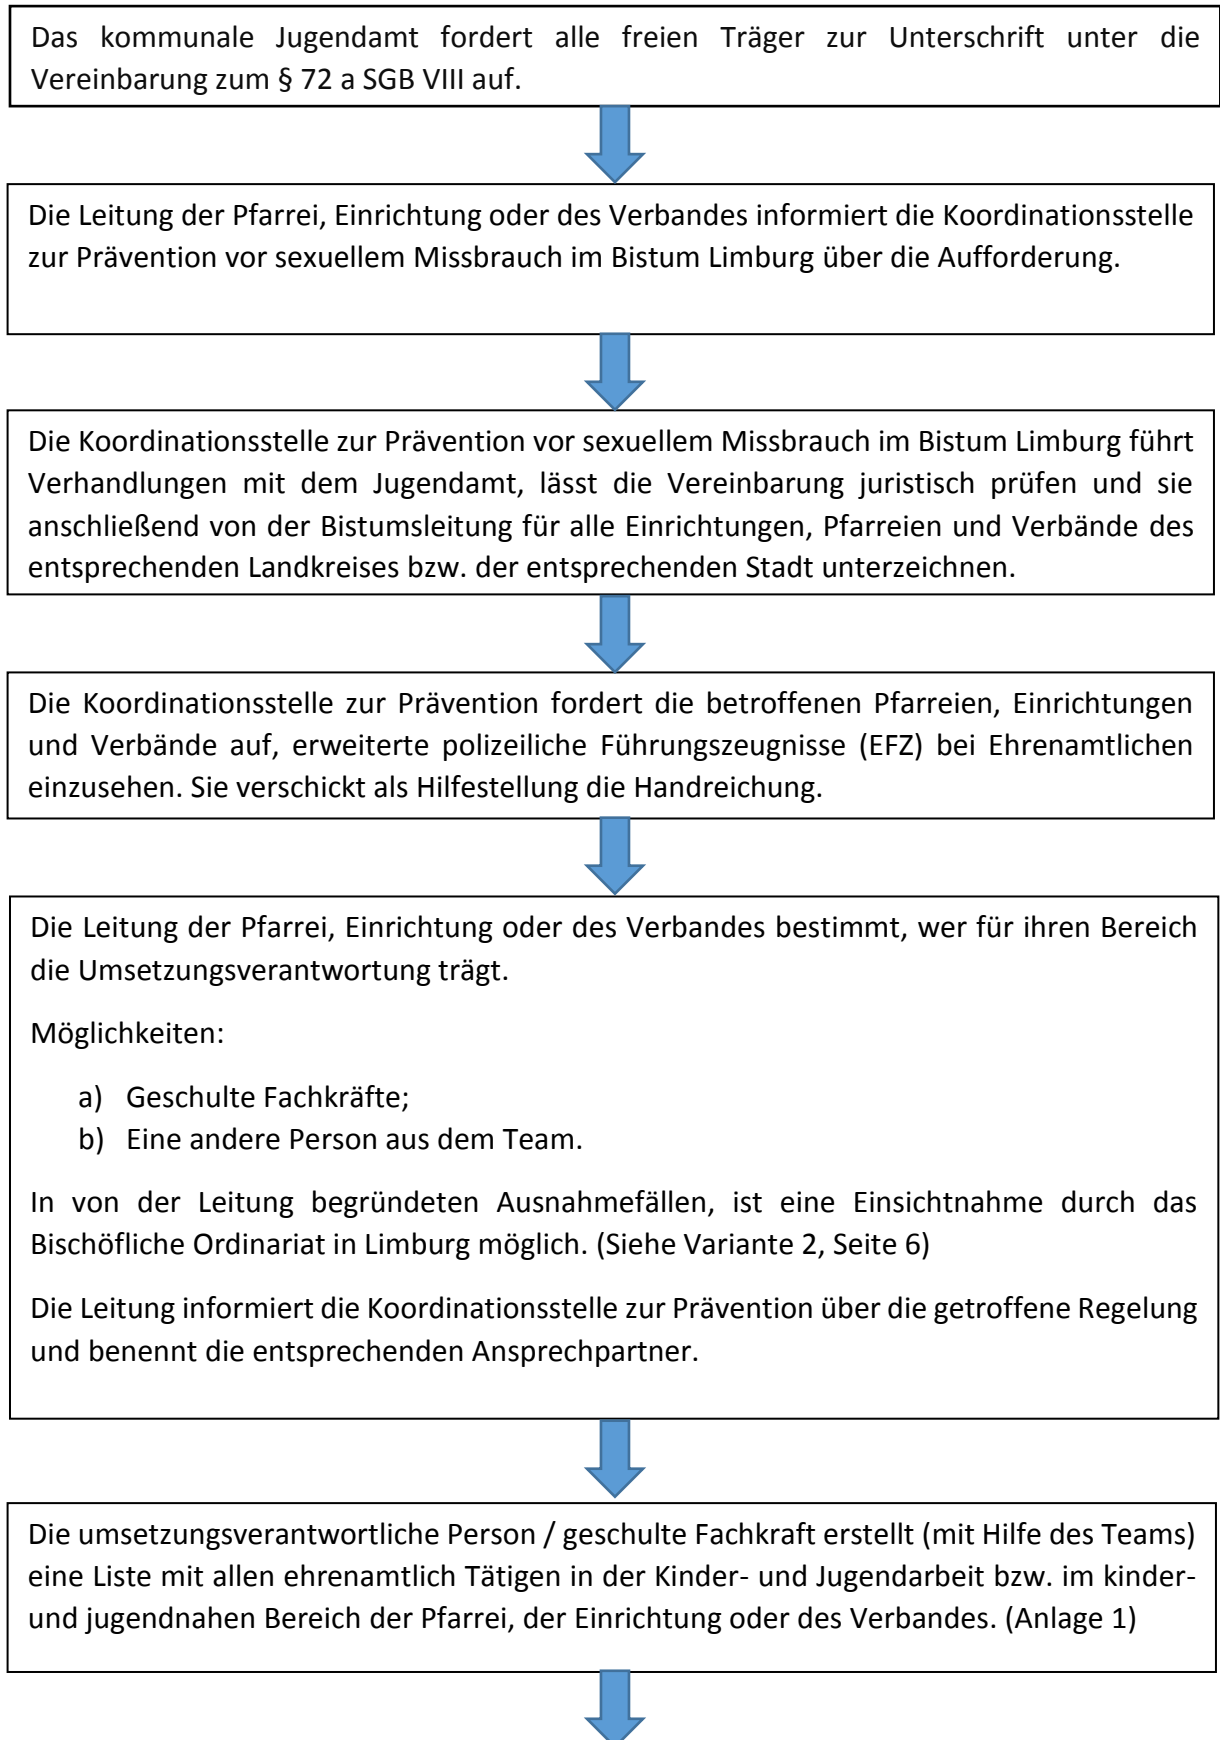 Das kommunale Jugendamt fordert alle freien Träger zur Unterschrift unter die
Vereinbarung zum § 72 a SGB VIII auf.
Die Leitung der Pfarrei, Einrichtung oder des Verbandes informiert die Koordinationsstelle
zur Prävention vor sexuellem Missbrauch im Bistum Limburg über die Aufforderung.
Die Koordinationsstelle zur Prävention vor sexuellem Missbrauch im Bistum Limburg führt
Verhandlungen mit dem Jugendamt, lässt die Vereinbarung juristisch prüfen und sie
anschließend von der Bistumsleitung für alle Einrichtungen, Pfarreien und Verbände des
entsprechenden Landkreises bzw. der entsprechenden Stadt unterzeichnen.
Die Koordinationsstelle zur Prävention fordert die betroffenen Pfarreien, Einrichtungen
und Verbände auf, erweiterte polizeiliche Führungszeugnisse (EFZ) bei Ehrenamtlichen
einzusehen. Sie verschickt als Hilfestellung die Handreichung.
Die Leitung der Pfarrei, Einrichtung oder des Verbandes bestimmt, wer für ihren Bereich
die Umsetzungsverantwortung trägt.
Möglichkeiten:
a) Geschulte Fachkräfte;
b) Eine andere Person aus dem Team.
In von der Leitung begründeten Ausnahmefällen, ist eine Einsichtnahme durch das
Bischöfliche Ordinariat in Limburg möglich. (Siehe Variante 2, Seite 6)
Die Leitung informiert die Koordinationsstelle zur Prävention über die getroffene Regelung
und benennt die entsprechenden Ansprechpartner.
Die umsetzungsverantwortliche Person / geschulte Fachkraft erstellt (mit Hilfe des Teams)
eine Liste mit allen ehrenamtlich Tätigen in der Kinder- und Jugendarbeit bzw. im kinder-
und jugendnahen Bereich der Pfarrei, der Einrichtung oder des Verbandes. (Anlage 1)